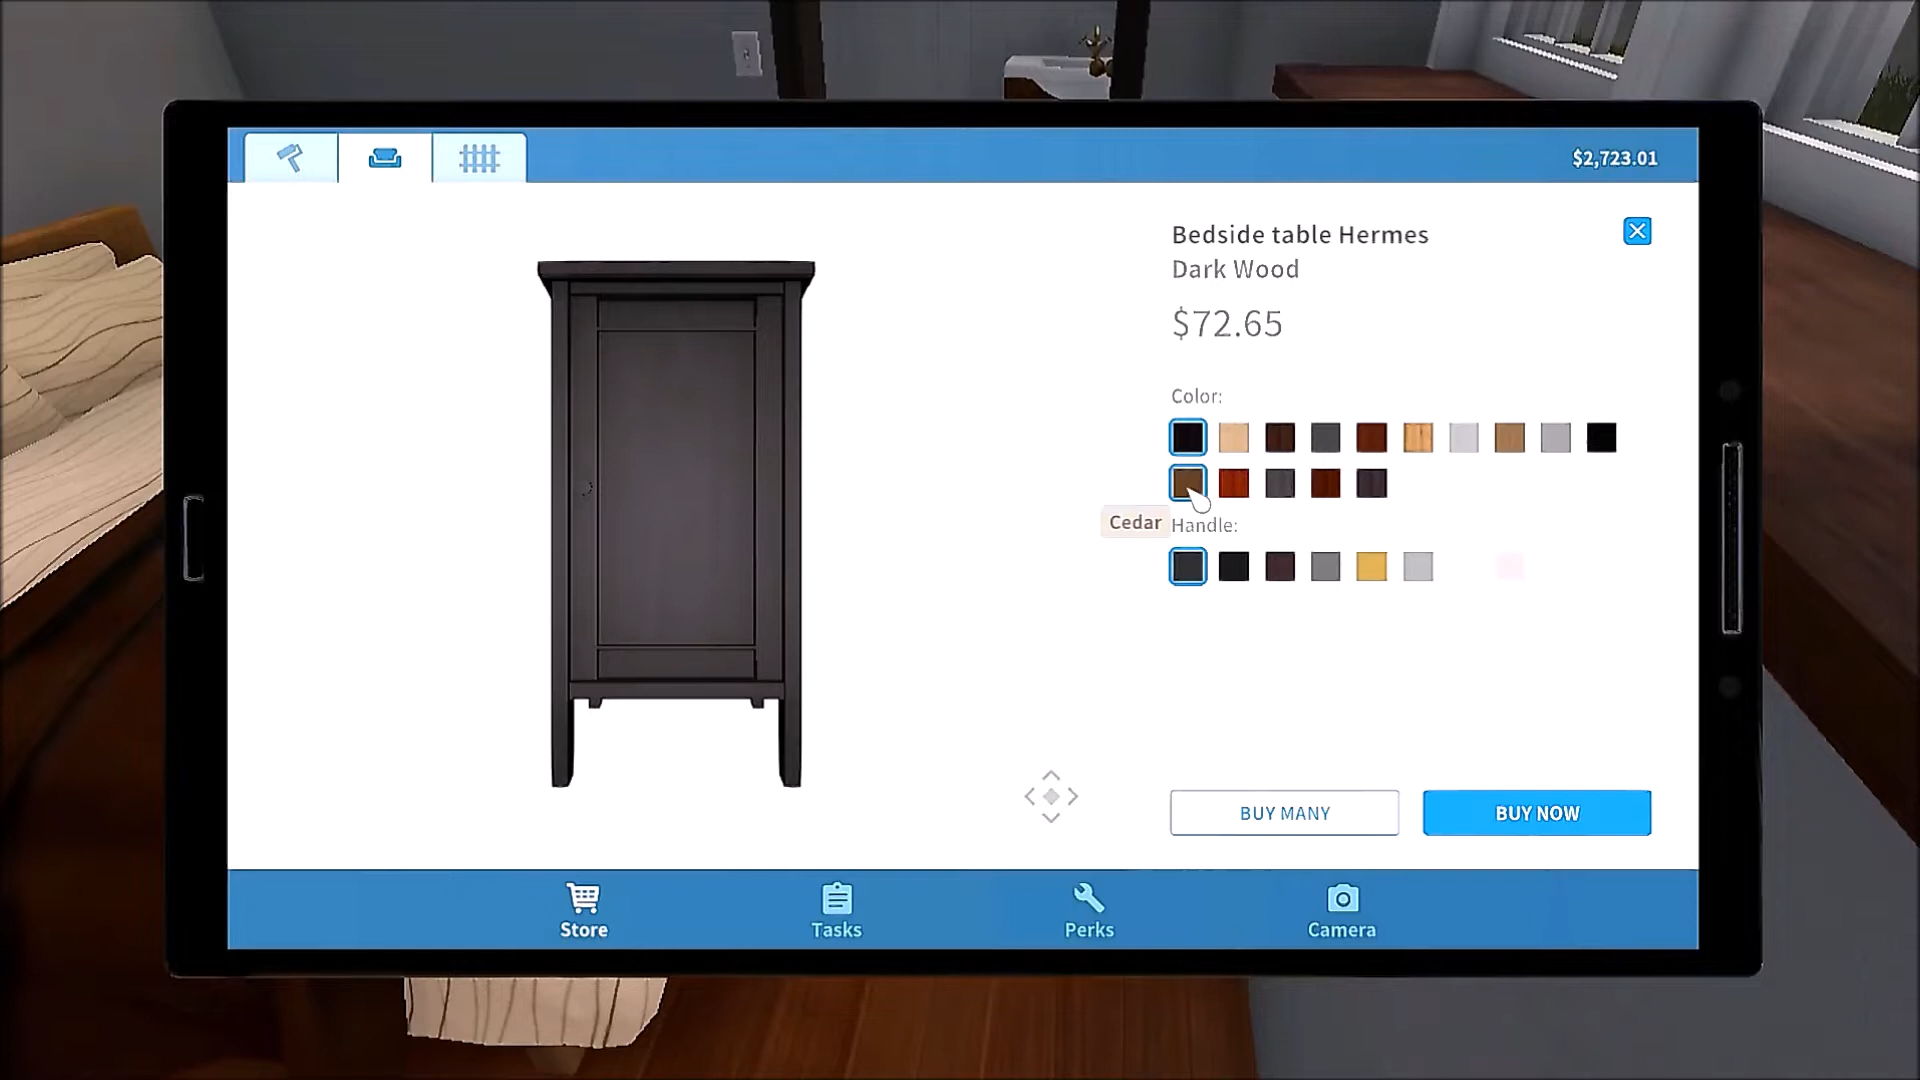 $2,723.01
Bedside table Hermes
Dark Wood
$72.65
Color:
Cedar
Handle:
BUY MANY
BUY NOW
Store
Tasks
Perks
Camera